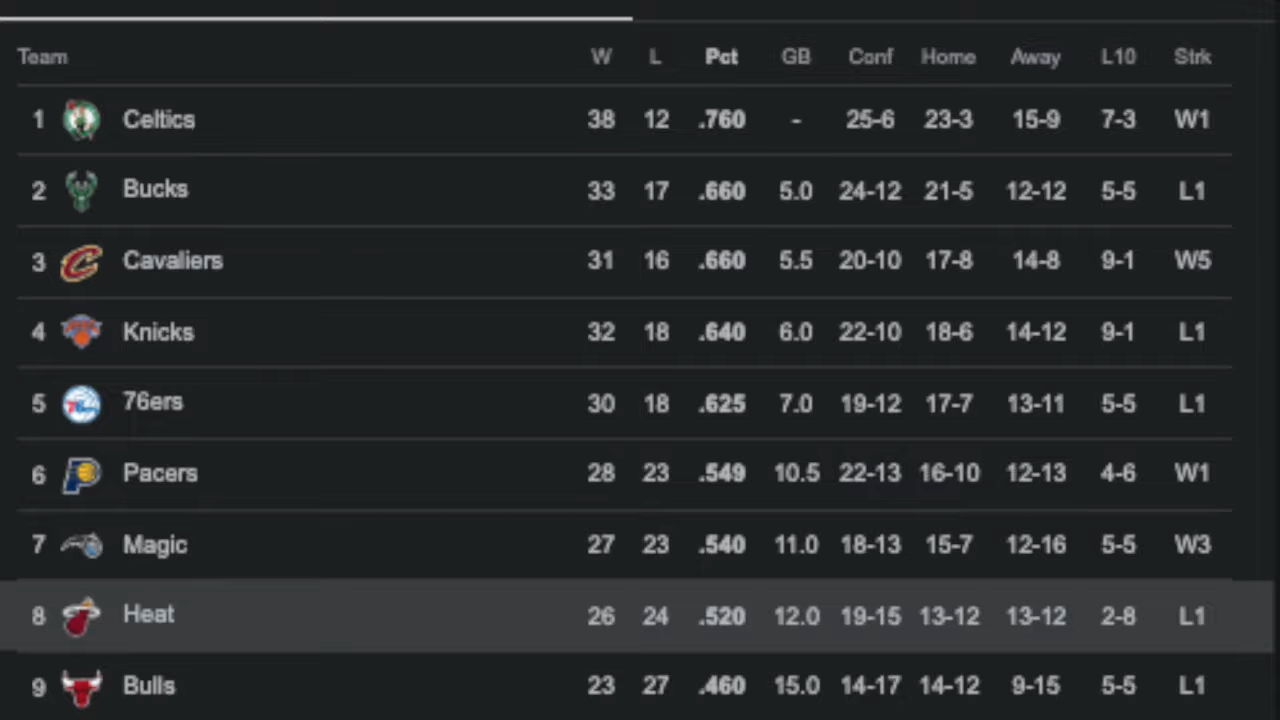 Team W L Pct GB Conf Home Away L10 Strk
1 Celtics 38 12 .760 - 25-6 23-3 15-9 7-3 W1
2 Bucks 33 17 .660 5.0 24-12 21-5 12-12 5-5 L1
3 Cavaliers 31 16 .660 5.5 20-10 17-8 14-8 9-1 W5
4 Knicks 32 18 .640 6.0 22-10 18-6 14-12 9-1 L1
5 76ers 30 18 .625 7.0 19-12 17-7 13-11 5-5 L1
6 Pacers 28 23 .549 10.5 22-13 16-10 12-13 4-6 W1
7 Magic 27 23 .540 11.0 18-13 15-7 12-16 5-5 W3
8 Heat 26 24 .520 12.0 19-15 13-12 13-12 2-8 L1
9 Bulls 23 27 .460 15.0 14-17 14-12 9-15 5-5 L1